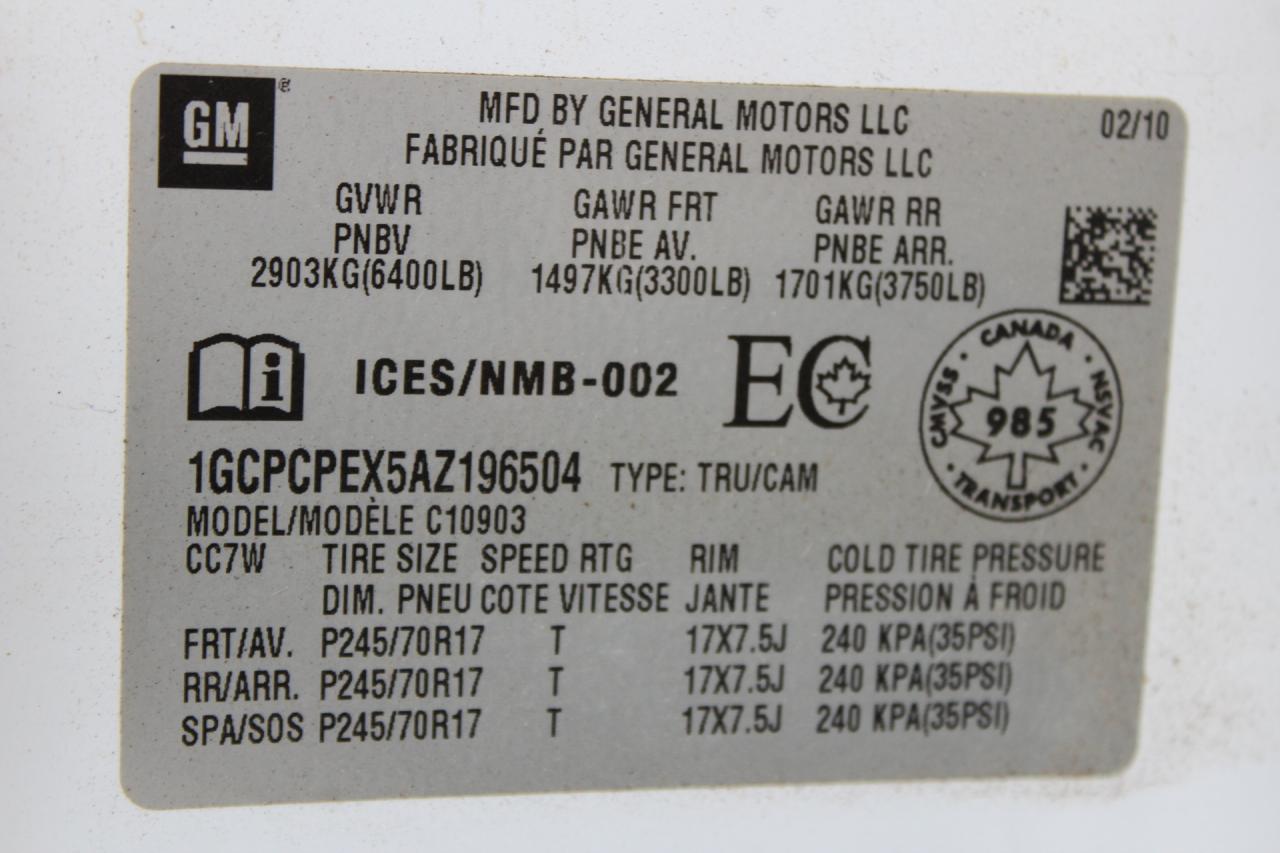 GM
MFD BY GENERAL MOTORS LLC 02/10
FABRIQUÉ PAR GENERAL MOTORS LLC
GVWR GAWR FRT GAWR RR
PNBV PNBE AV. PNBE ARR.
2903KG(6400LB) 1497KG(3300LB) 1701KG(3750LB)
i ICES/NMB-002 EC
CANADA
CMVSS 985 NSVAC
TRANSPORT
1GCPCPEX5AZ196504 TYPE: TRU/CAM
MODEL/MODÈLE C10903
CC7W TIRE SIZE SPEED RTG RIM COLD TIRE PRESSURE
DIM. PNEU COTE VITESSE JANTE PRESSION À FROID
FRT/AV. P245/70R17 T 17X7.5J 240 KPA(35PSI)
RR/ARR. P245/70R17 T 17X7.5J 240 KPA(35PSI)
SPA/SOS P245/70R17 T 17X7.5J 240 KPA(35PSI)